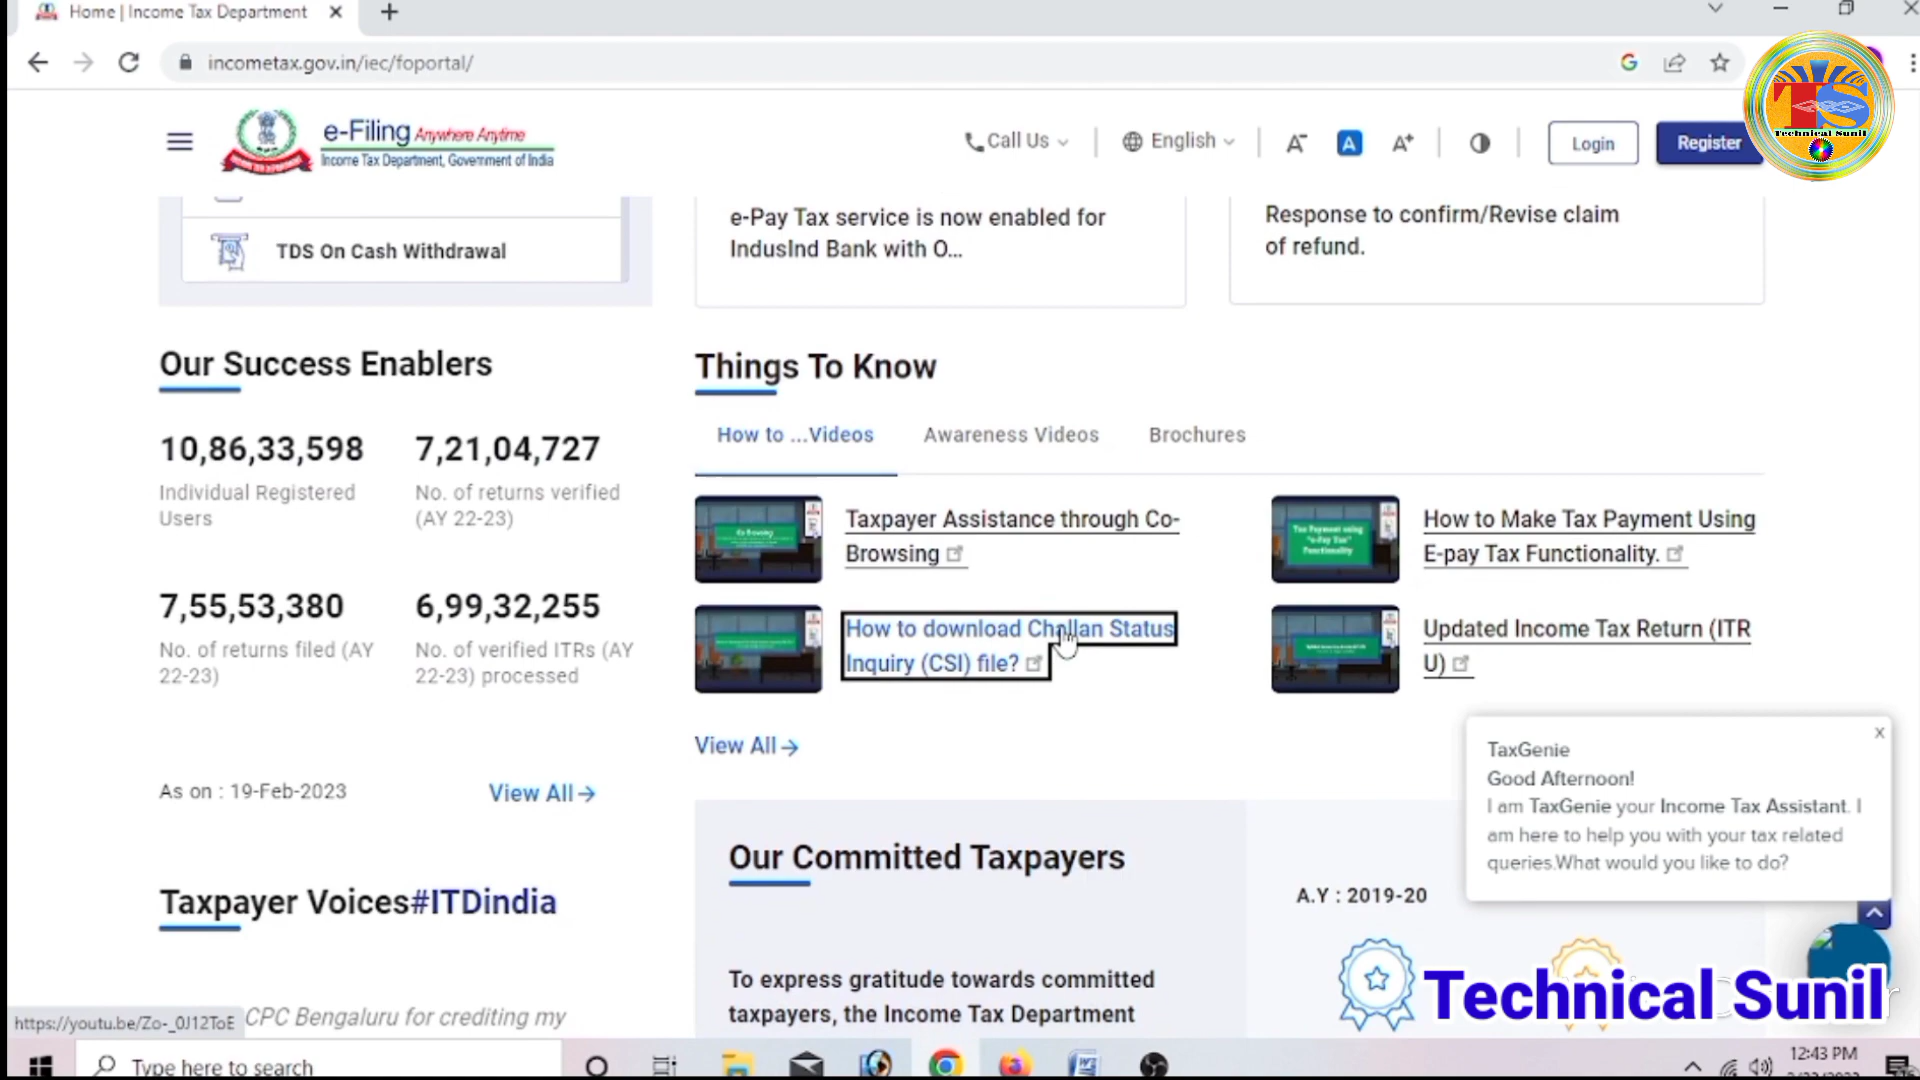 Home | Income Tax Department
incometax.gov.in/iec/foportal/
TS
Technical Sunil
e-Filing Anywhere Anytime
Income Tax Department, Government of India
Call Us
English
A-
A
A+
Login
Register
TDS On Cash Withdrawal
e-Pay Tax service is now enabled for
IndusInd Bank with O...
Response to confirm/Revise claim
of refund.
Our Success Enablers
10,86,33,598
Individual Registered
Users
7,21,04,727
No. of returns verified
(AY 22-23)
7,55,53,380
No. of returns filed (AY
22-23)
6,99,32,255
No. of verified ITRs (AY
22-23) processed
As on : 19-Feb-2023
View All
Things To Know
How to ...Videos
Awareness Videos
Brochures
Taxpayer Assistance through Co-
Browsing
How to Make Tax Payment Using
E-pay Tax Functionality.
How to download Challan Status
Inquiry (CSI) file?
Updated Income Tax Return (ITR
U)
View All
TaxGenie
x
Good Afternoon!
I am TaxGenie your Income Tax Assistant. I
am here to help you with your tax related
queries.What would you like to do?
Taxpayer Voices#ITDindia
CPC Bengaluru for crediting my
Our Committed Taxpayers
To express gratitude towards committed
taxpayers, the Income Tax Department
A.Y : 2019-20
Technical Sunil
https://youtu.be/Zo-_0J12ToE
Type here to search
12:43 PM